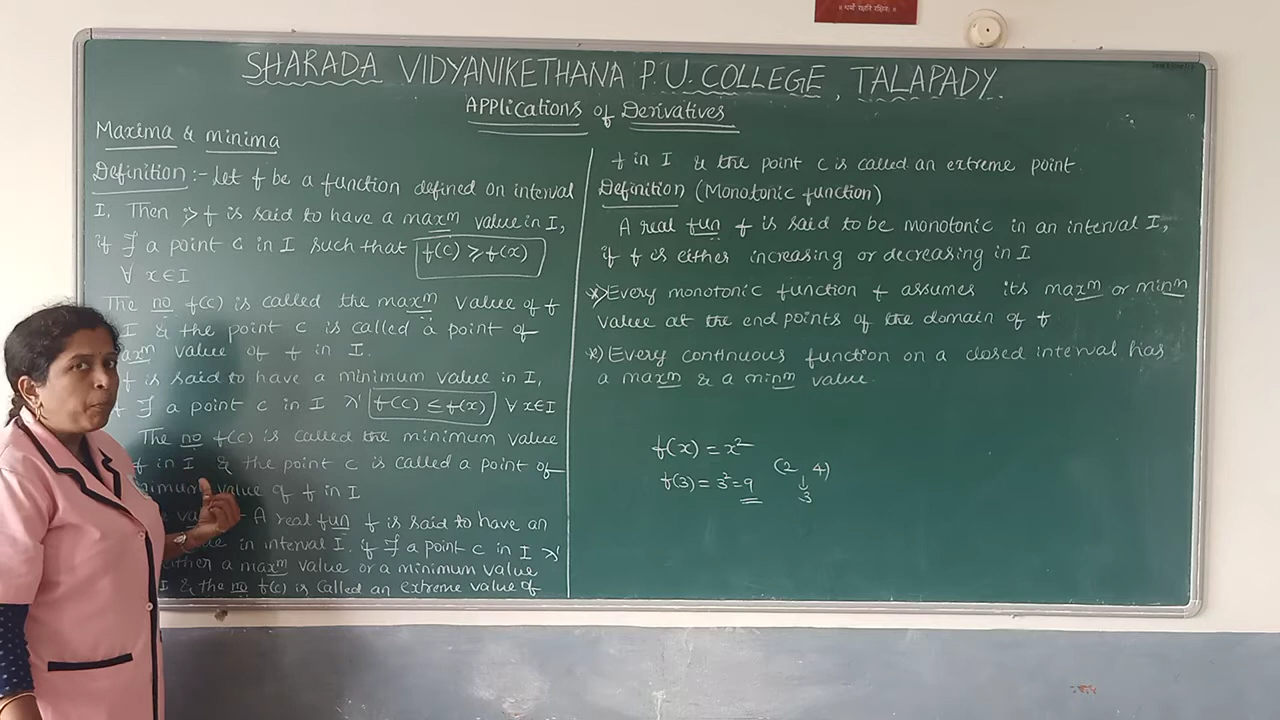 ॥ धर्मो रक्षति रक्षितः ॥
SHARADA VIDYANIKETHANA P.U.COLLEGE, TALAPADY.
APPLICATIONS of DERIVATIVES
Maxima & minima
Definition :- Let f be a function defined on interval
I, Then f is said to have a maxm value in I,
if ∃ a point c in I such that f(c) ≥ f(x)
∀ x∈I
The no f(c) is called the maxm value of f
I & the point c is called a point of
maxm value of f in I.
f is said to have a minimum value in I,
f ∃ a point c in I f(c) ≤ f(x) ∀ x∈I
The no f(c) is called the minimum value
f in I & the point c is called a point of
minimum value of f in I
A real fun f is said to have an
in interval I, if ∃ a point c in I
either a maxm value or a minimum value
I & the no f(c) is called an extreme value of
f in I & the point c is called an extreme point.
Definition (Monotonic function)
A real fun f is said to be monotonic in an interval I,
if f is either increasing or decreasing in I
*) Every monotonic function f assumes its maxm or minm
value at the end points of the domain of f
*) Every continuous function on a closed interval has
a maxm & a minm value.
f(x) = x²
f(3) = 3² = 9 (2, 4)
↓
3